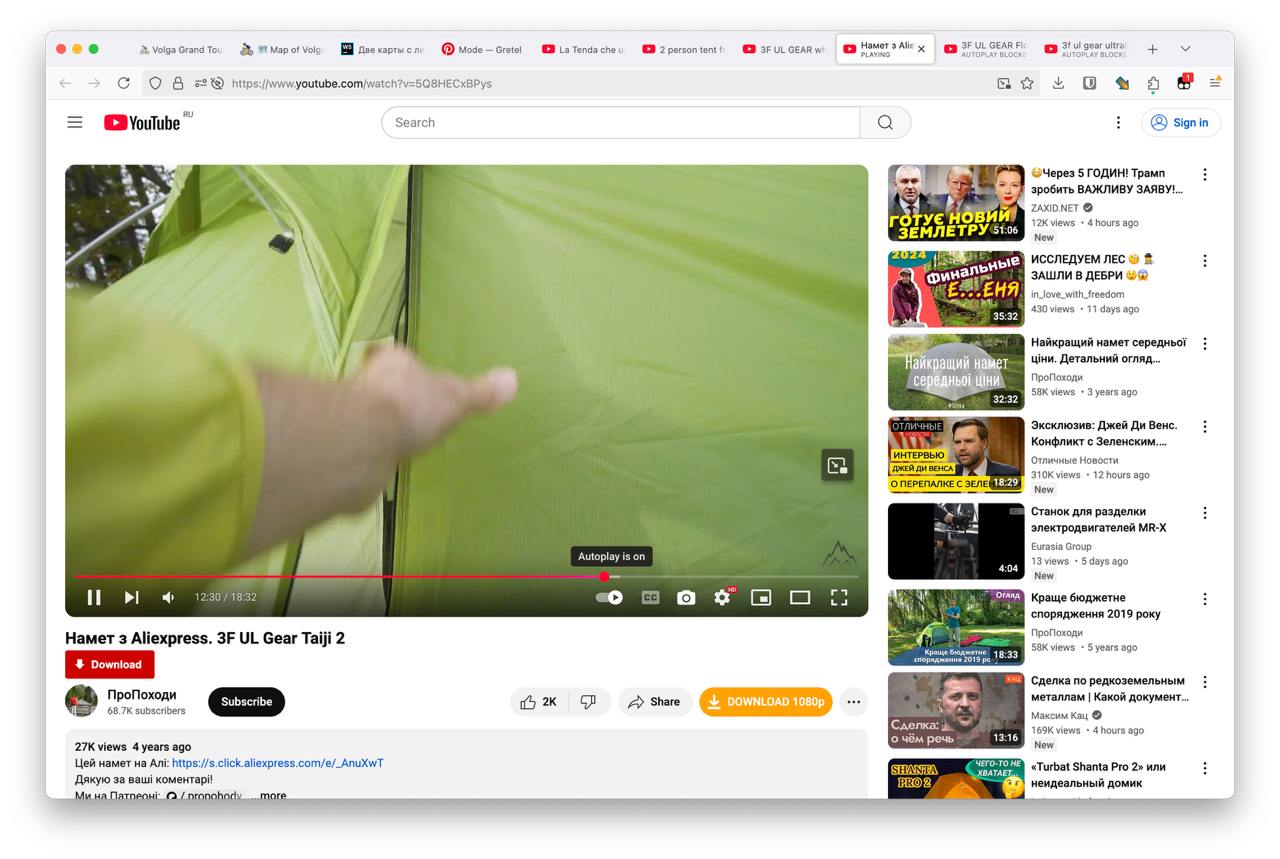 Volga Grand Tou
Map of Volga
WS
Две карты с ли
Mode — Gretel
La Tenda che u
2 person tent fo
3F UL GEAR wh
Намет з Alie
PLAYING
3F UL GEAR Flo
AUTOPLAY BLOCKE
3f ul gear ultral
AUTOPLAY BLOCKE
https://www.youtube.com/watch?v=5Q8HECxBPys
1
YouTube
RU
Search
Sign in
Autoplay is on
12:30 / 18:32
CC
HD
Намет з Aliexpress. 3F UL Gear Taiji 2
Download
ПроПоходи
68.7K subscribers
Subscribe
2K
Share
DOWNLOAD 1080p
27K views 4 years ago
Цей намет на Алі: https://s.click.aliexpress.com/e/_AnuXwT
Дякую за ваші коментарі!
Ми на Патреоні: / propohody ...more
ГОТУЄ НОВИЙ
ЗЕМЛЕТРУ
51:06
😳Через 5 ГОДИН! Трамп
зробить ВАЖЛИВУ ЗАЯВУ!...
ZAXID.NET
12K views • 4 hours ago
New
2024
Финальные
Е...ЕНЯ
35:32
ИССЛЕДУЕМ ЛЕС
ЗАШЛИ В ДЕБРИ
in_love_with_freedom
430 views • 11 days ago
Найкращий намет
середньої ціни
32:32
Найкращий намет середньої
ціни. Детальний огляд...
ПроПоходи
58K views • 3 years ago
ОТЛИЧНЫЕ
НОВОСТИ
ИНТЕРВЬЮ
ДЖЕЙ ДИ ВЕНСА
О ПЕРЕПАЛКЕ С ЗЕЛЕН
18:29
Эксклюзив: Джей Ди Венс.
Конфликт с Зеленским....
Отличные Новости
310K views • 12 hours ago
New
4:04
Станок для разделки
электродвигателей MR-X
Eurasia Group
13 views • 5 days ago
New
Огляд
Краще бюджетне
спорядження 2019 ро
18:33
Краще бюджетне
спорядження 2019 року
ПроПоходи
58K views • 5 years ago
КАЦ
Сделка:
о чём речь
13:16
Сделка по редкоземельным
металлам | Какой документ...
Максим Кац
169K views • 4 hours ago
New
SHANTA
PRO 2
ЧЕГО-ТО НЕ
ХВАТАЕТ...
«Turbat Shanta Pro 2» или
неидеальный домик